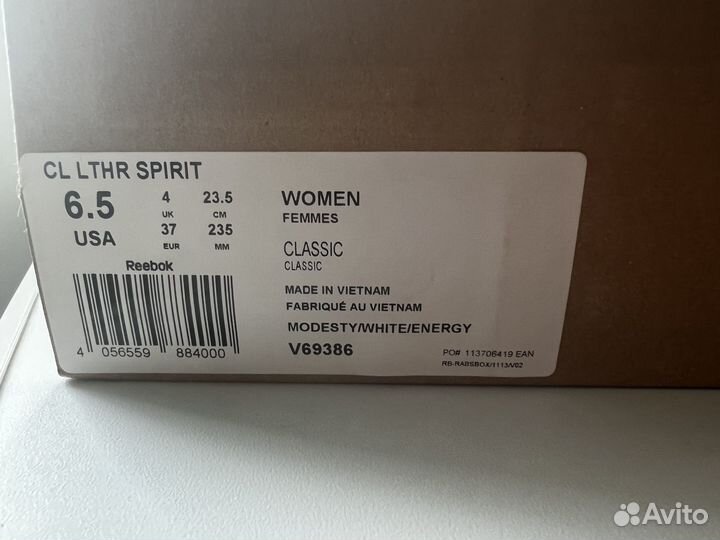 CL LTHR SPIRIT
6.5 4 23.5
UK CM
USA 37 235
EUR MM
WOMEN
FEMMES
CLASSIC
CLASSIC
Reebok
4 056559 884000
MADE IN VIETNAM
FABRIQUÉ AU VIETNAM
MODESTY/WHITE/ENERGY
V69386
PO# 113706419 EAN
RB-RABSBOX/1113/V02
Avito